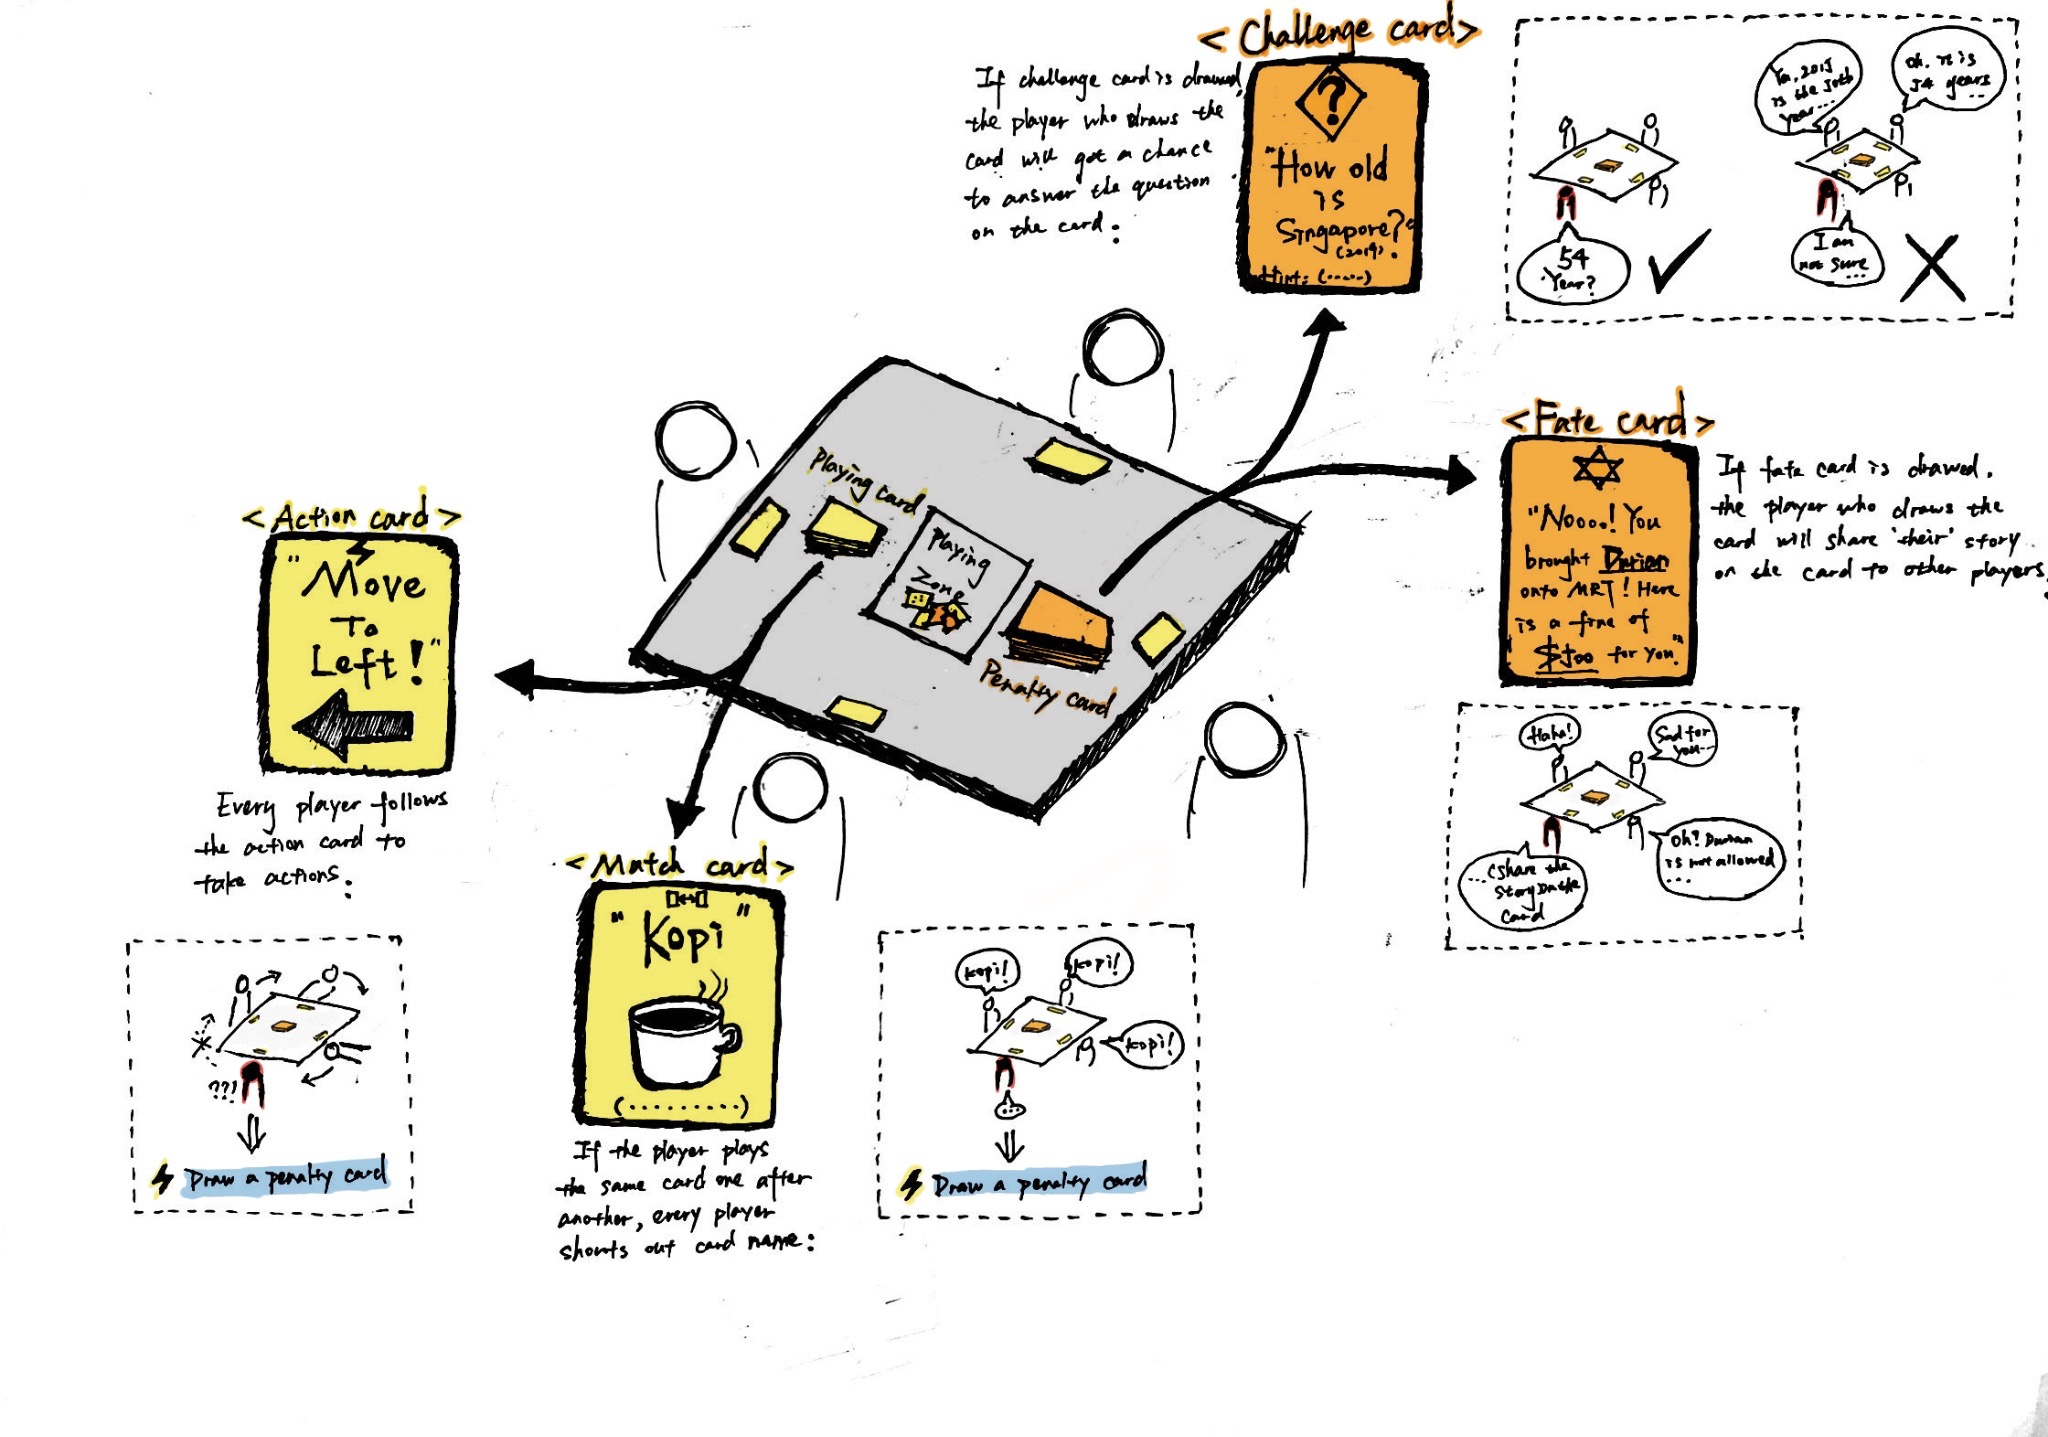 < Challenge card>
If challenge card is drawed
the player who draws the
card will got a chance
to answer the question
on the card :
?
"How old
is
Singapore?"
(2019).
Hint: (.....)
54
Year?
Ya, 2015
is the 50th
year...
Oh, it is
54 years
...
I am
not sure
...
<Fate card>
"Nooo.! You
brought Durian
onto MRT! Here
is a fine of
$500 for you."
If fate card is drawed.
the player who draws the
card will share 'their' story
on the card to other players.
Haha!
Sad for
you...
... (share the
story on the
card
Oh? Durian
is not allowed
...
Playing card
Playing
Zone
Penalty card
< Action card >
"Move
To
Left!"
Every player follows
the action card to
take actions :
??!
Draw a penalty card
< Match card >
" Kopi "
(.........)
If the player plays
the same card one after
another, every player
shouts out card name :
Kopi!
Kopi!
Kopi!
...
Draw a penalty card